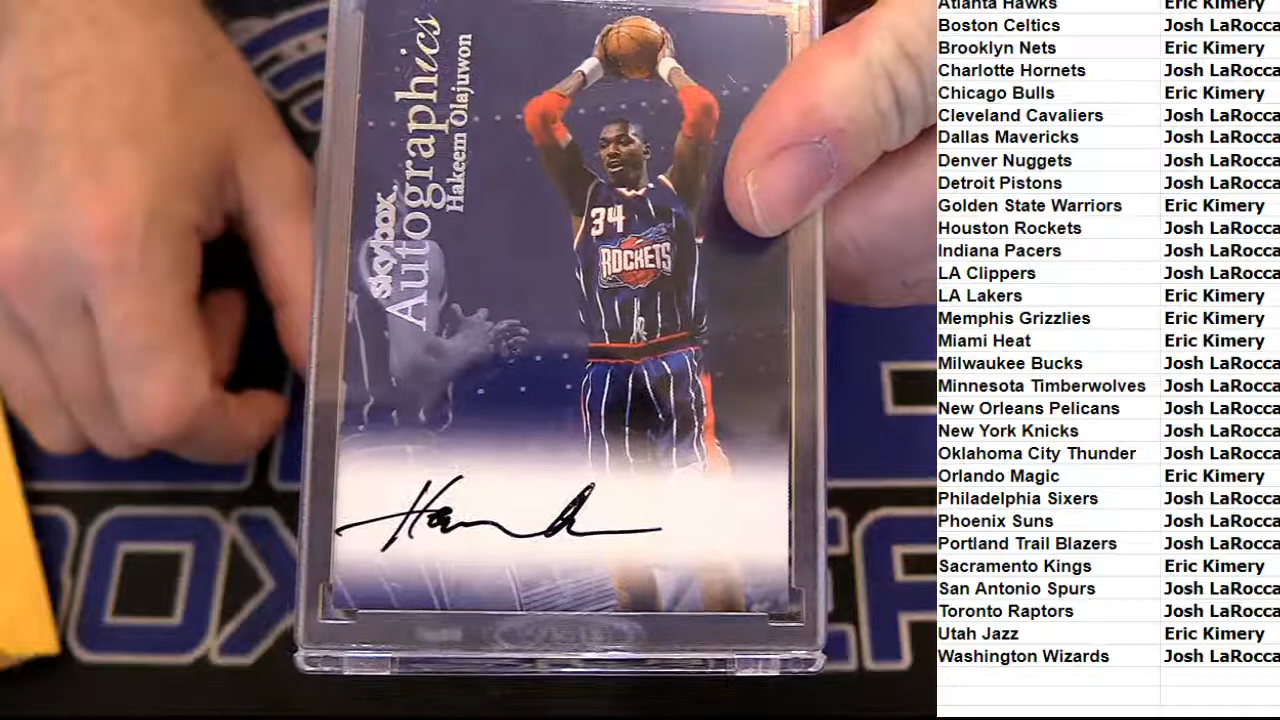 skybox
Autographics
Hakeem Olajuwon
34
ROCKETS
Atlanta Hawks Eric Kimery
Boston Celtics Josh LaRocca
Brooklyn Nets Eric Kimery
Charlotte Hornets Josh LaRocca
Chicago Bulls Eric Kimery
Cleveland Cavaliers Josh LaRocca
Dallas Mavericks Josh LaRocca
Denver Nuggets Josh LaRocca
Detroit Pistons Josh LaRocca
Golden State Warriors Eric Kimery
Houston Rockets Josh LaRocca
Indiana Pacers Josh LaRocca
LA Clippers Josh LaRocca
LA Lakers Eric Kimery
Memphis Grizzlies Eric Kimery
Miami Heat Eric Kimery
Milwaukee Bucks Josh LaRocca
Minnesota Timberwolves Josh LaRocca
New Orleans Pelicans Josh LaRocca
New York Knicks Josh LaRocca
Oklahoma City Thunder Josh LaRocca
Orlando Magic Eric Kimery
Philadelphia Sixers Josh LaRocca
Phoenix Suns Josh LaRocca
Portland Trail Blazers Josh LaRocca
Sacramento Kings Eric Kimery
San Antonio Spurs Josh LaRocca
Toronto Raptors Josh LaRocca
Utah Jazz Eric Kimery
Washington Wizards Josh LaRocca